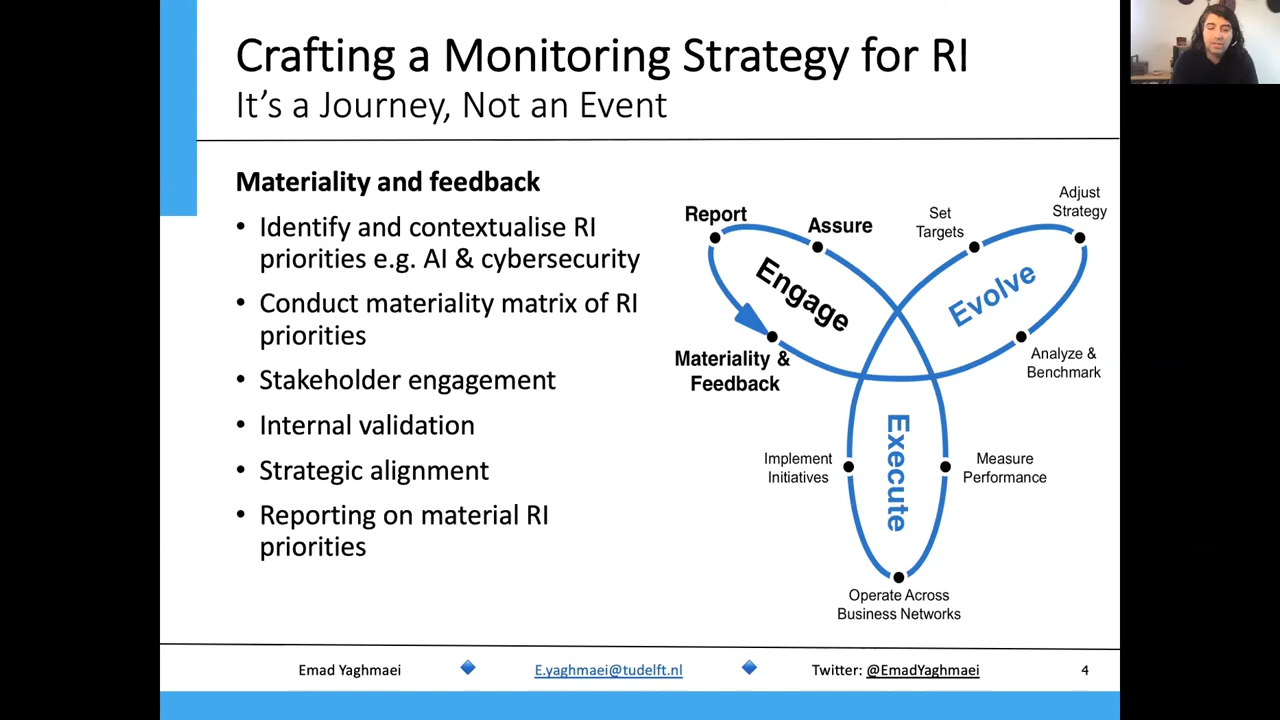 Crafting a Monitoring Strategy for RI
It's a Journey, Not an Event
Materiality and feedback
• Identify and contextualise RI
priorities e.g. AI & cybersecurity
• Conduct materiality matrix of RI
priorities
• Stakeholder engagement
• Internal validation
• Strategic alignment
• Reporting on material RI
priorities
Report
Assure
Set
Targets
Adjust
Strategy
Engage
Evolve
Materiality &
Feedback
Analyze &
Benchmark
Execute
Implement
Initiatives
Measure
Performance
Operate Across
Business Networks
Emad Yaghmaei
E.yaghmaei@tudelft.nl
Twitter: @EmadYaghmaei
4